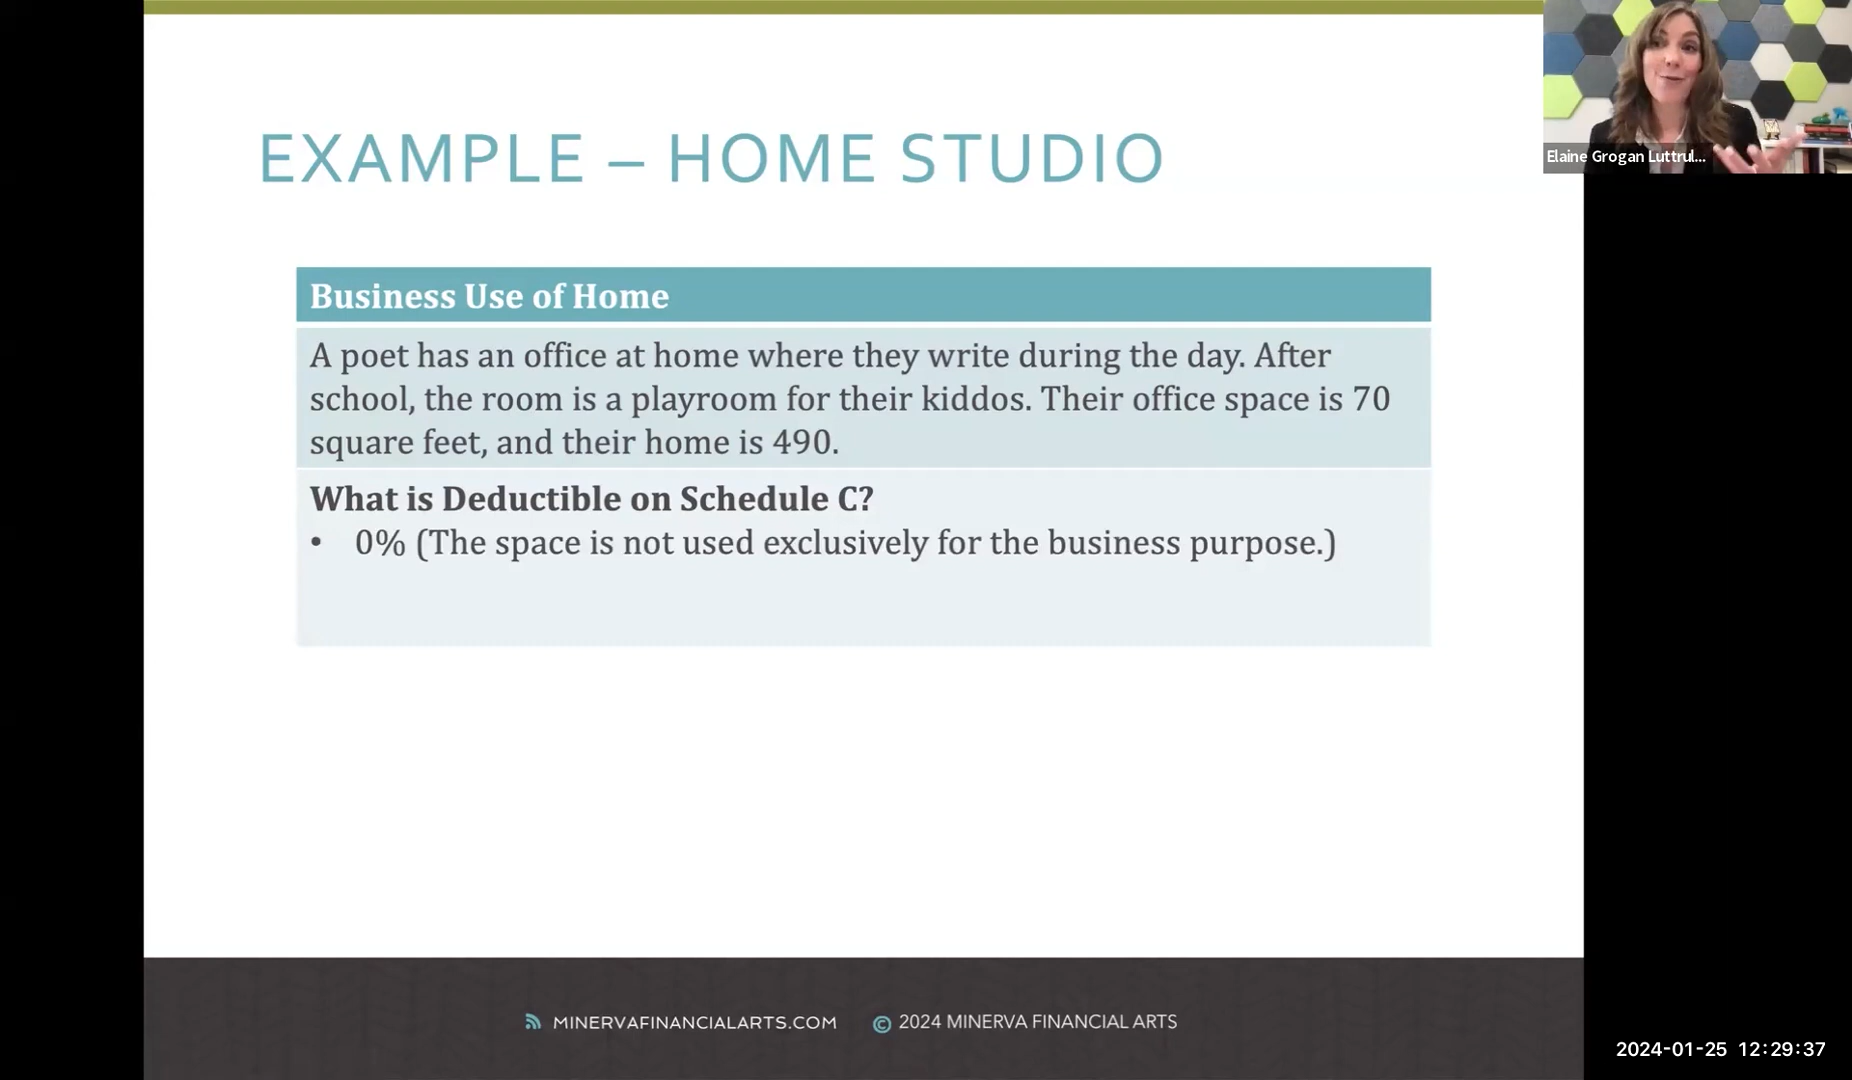 Elaine Grogan Luttrul...
EXAMPLE – HOME STUDIO
Business Use of Home
A poet has an office at home where they write during the day. After
school, the room is a playroom for their kiddos. Their office space is 70
square feet, and their home is 490.
What is Deductible on Schedule C?
• 0% (The space is not used exclusively for the business purpose.)
MINERVAFINANCIALARTS.COM © 2024 MINERVA FINANCIAL ARTS
2024-01-25 12:29:37